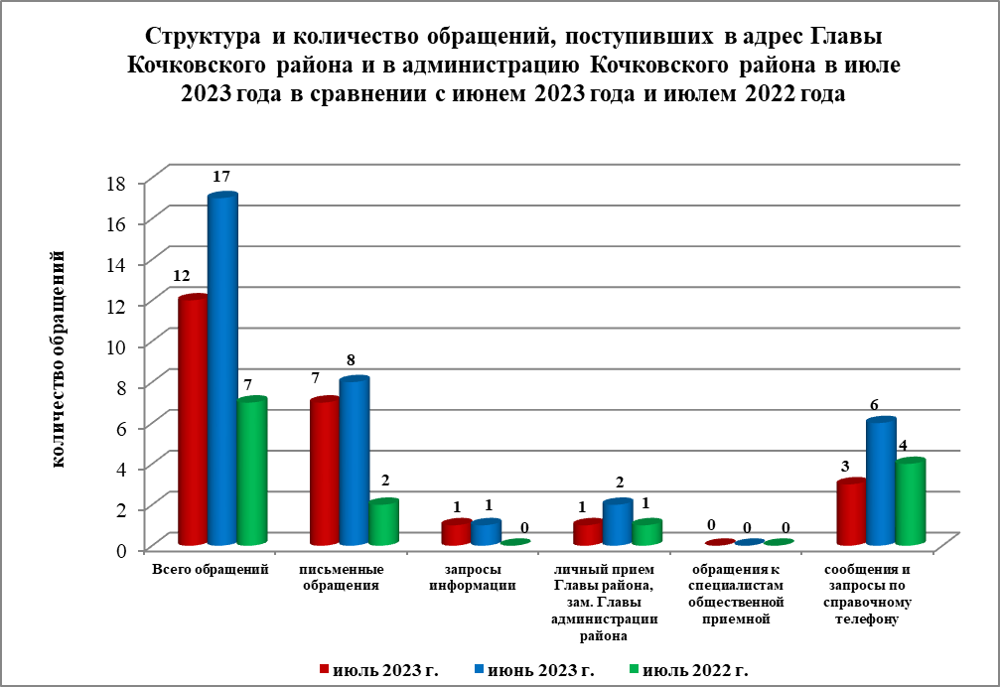 Структура и количество обращений, поступивших в адрес Главы
Кочковского района и в администрацию Кочковского района в июле
2023 года в сравнении с июнем 2023 года и июлем 2022 года
количество обращений
18
16
14
12
10
8
6
4
2
0
12
17
7
7
8
2
1
1
0
1
2
1
0
0
0
3
6
4
Всего обращений
письменные
обращения
запросы
информации
личный прием
Главы района,
зам. Главы
администрации
района
обращения к
специалистам
общественной
приемной
сообщения и
запросы по
справочному
телефону
июль 2023 г.
июнь 2023 г.
июль 2022 г.